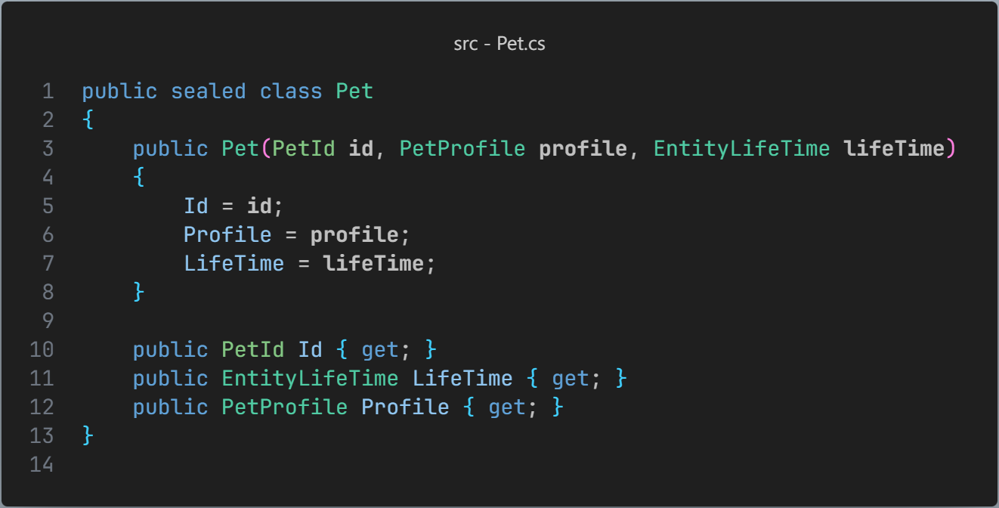 src - Pet.cs
1 public sealed class Pet
2 {
3     public Pet(PetId id, PetProfile profile, EntityLifeTime lifeTime)
4     {
5         Id = id;
6         Profile = profile;
7         LifeTime = lifeTime;
8     }
9
10     public PetId Id { get; }
11     public EntityLifeTime LifeTime { get; }
12     public PetProfile Profile { get; }
13 }
14